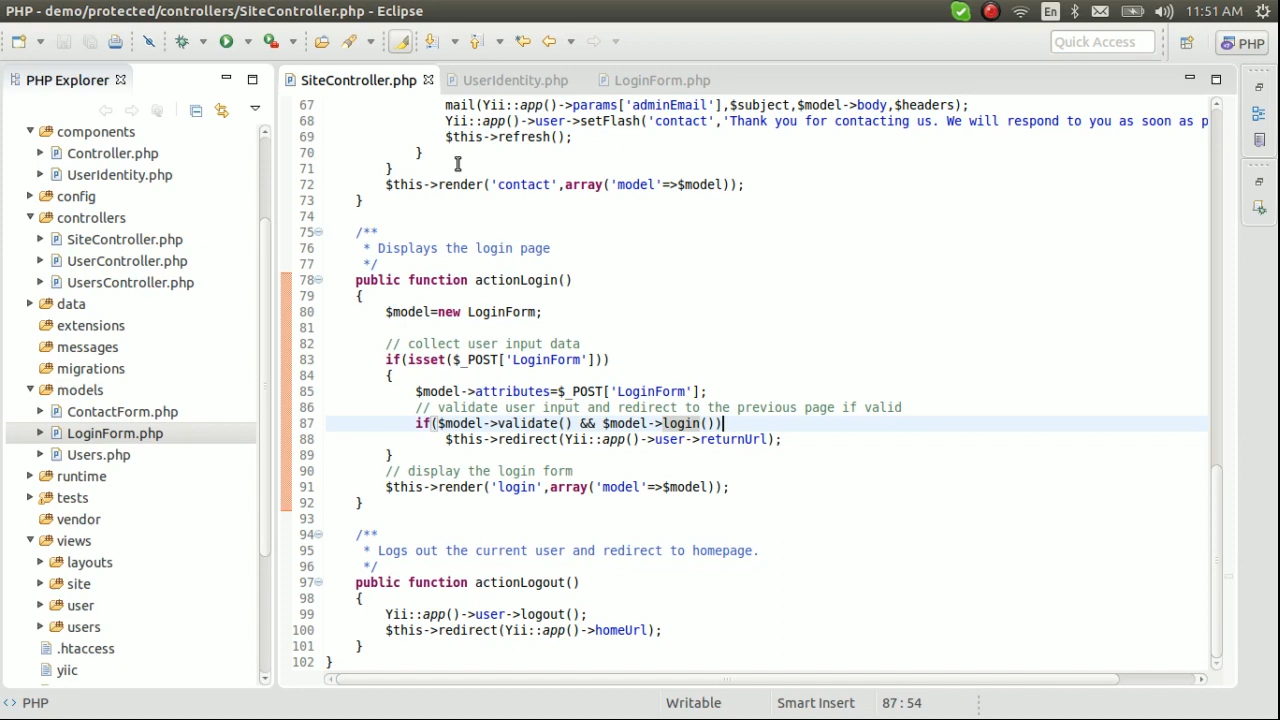 PHP - demo/protected/controllers/SiteController.php - Eclipse
En
11:51 AM
Quick Access
PHP
PHP Explorer
SiteController.php
UserIdentity.php
LoginForm.php
components
Controller.php
UserIdentity.php
config
controllers
SiteController.php
UserController.php
UsersController.php
data
extensions
messages
migrations
models
ContactForm.php
LoginForm.php
Users.php
runtime
tests
vendor
views
layouts
site
user
users
.htaccess
yiic
67 mail(Yii::app()->params['adminEmail'],$subject,$model->body,$headers);
68 Yii::app()->user->setFlash('contact','Thank you for contacting us. We will respond to you as soon as p
69 $this->refresh();
70 }
71 }
72 $this->render('contact',array('model'=>$model));
73 }
74
75 /**
76 * Displays the login page
77 */
78 public function actionLogin()
79 {
80 $model=new LoginForm;
81
82 // collect user input data
83 if(isset($_POST['LoginForm']))
84 {
85 $model->attributes=$_POST['LoginForm'];
86 // validate user input and redirect to the previous page if valid
87 if($model->validate() && $model->login())
88 $this->redirect(Yii::app()->user->returnUrl);
89 }
90 // display the login form
91 $this->render('login',array('model'=>$model));
92 }
93
94 /**
95 * Logs out the current user and redirect to homepage.
96 */
97 public function actionLogout()
98 {
99 Yii::app()->user->logout();
100 $this->redirect(Yii::app()->homeUrl);
101 }
102 }
PHP
Writable
Smart Insert
87 : 54